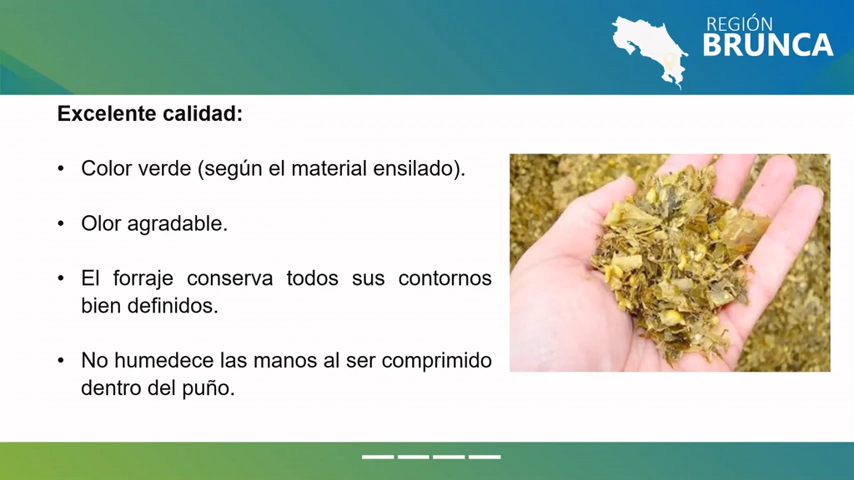 REGIÓN
BRUNCA
Excelente calidad:
• Color verde (según el material ensilado).
• Olor agradable.
• El forraje conserva todos sus contornos
bien definidos.
• No humedece las manos al ser comprimido
dentro del puño.